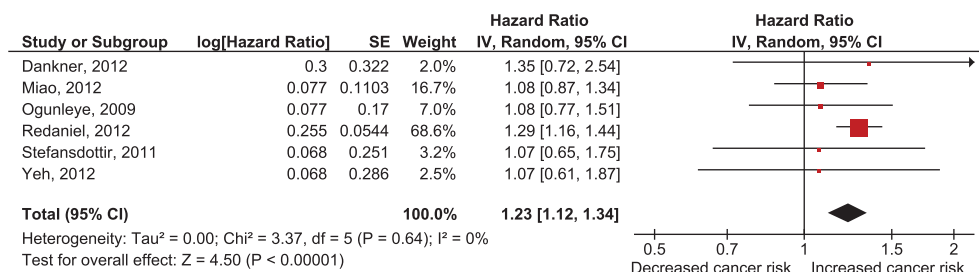 Hazard Ratio Hazard Ratio
Study or Subgroup log[Hazard Ratio] SE Weight IV, Random, 95% CI IV, Random, 95% CI
Dankner, 2012 0.3 0.322 2.0% 1.35 [0.72, 2.54]
Miao, 2012 0.077 0.1103 16.7% 1.08 [0.87, 1.34]
Ogunleye, 2009 0.077 0.17 7.0% 1.08 [0.77, 1.51]
Redaniel, 2012 0.255 0.0544 68.6% 1.29 [1.16, 1.44]
Stefansdottir, 2011 0.068 0.251 3.2% 1.07 [0.65, 1.75]
Yeh, 2012 0.068 0.286 2.5% 1.07 [0.61, 1.87]
Total (95% CI) 100.0% 1.23 [1.12, 1.34]
Heterogeneity: Tau² = 0.00; Chi² = 3.37, df = 5 (P = 0.64); I² = 0%
Test for overall effect: Z = 4.50 (P < 0.00001)
0.5 0.7 1 1.5 2
Decreased cancer risk Increased cancer risk